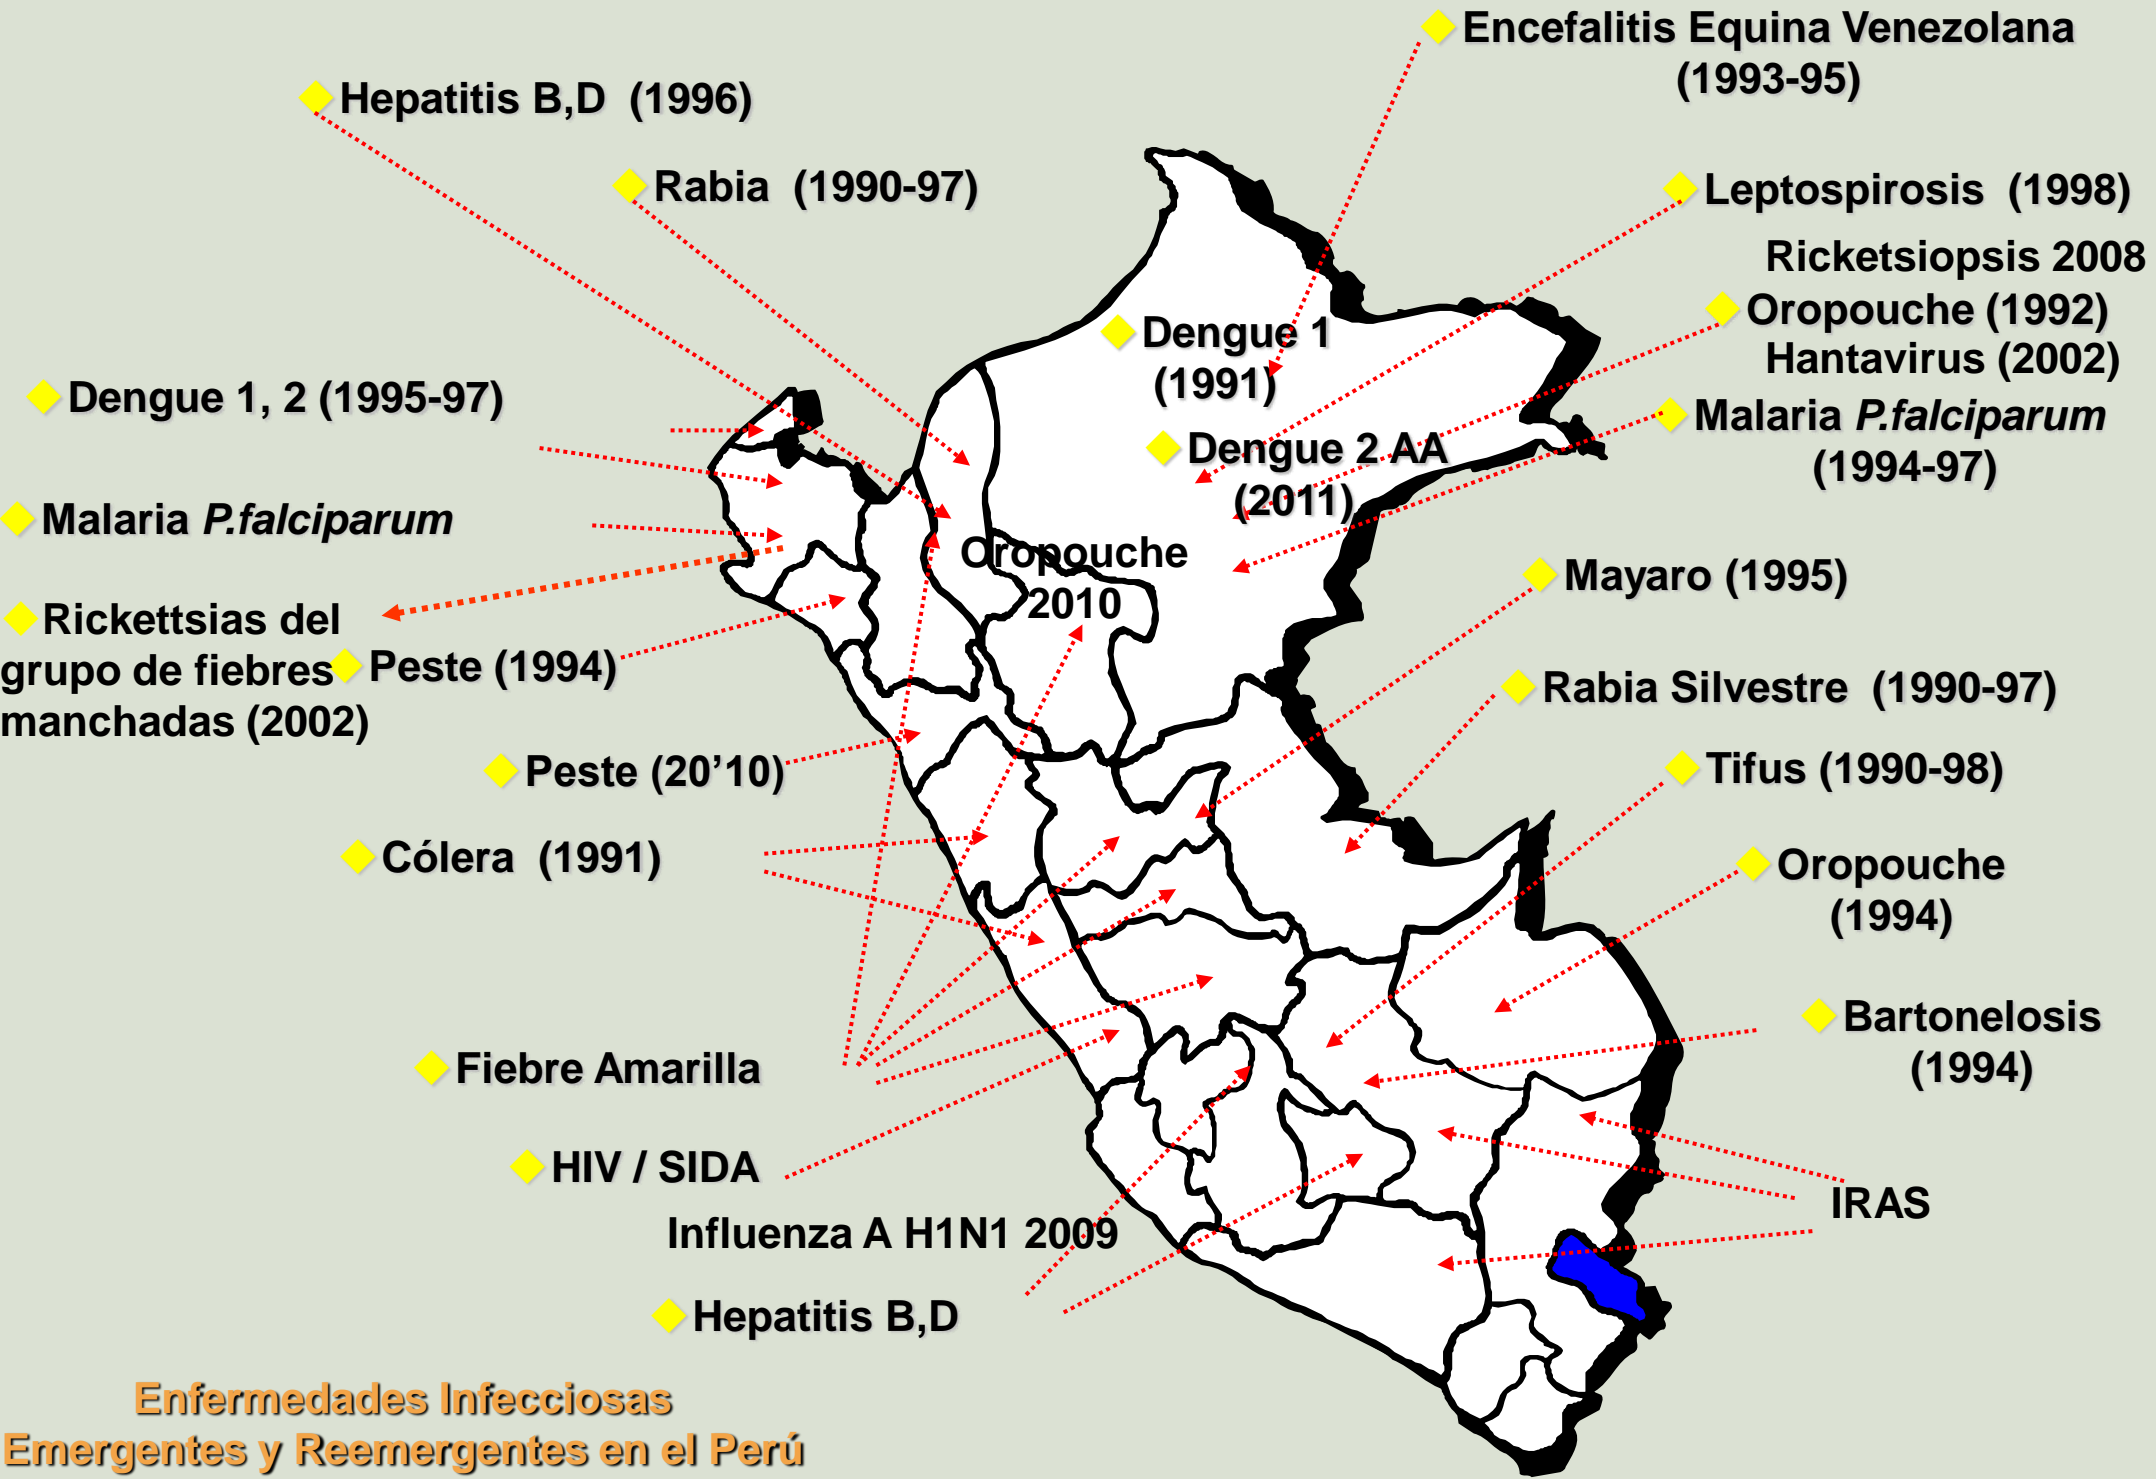 Encefalitis Equina Venezolana
(1993-95)
Hepatitis B,D (1996)
Rabia (1990-97)
Leptospirosis (1998)
Ricketsiopsis 2008
Oropouche (1992)
Hantavirus (2002)
Malaria P.falciparum
(1994-97)
Dengue 1
(1991)
Dengue 2 AA
(2011)
Dengue 1, 2 (1995-97)
Malaria P.falciparum
Oropouche
2010
Rickettsias del
grupo de fiebres
manchadas (2002)
Peste (1994)
Mayaro (1995)
Rabia Silvestre (1990-97)
Peste (20’10)
Tifus (1990-98)
Cólera (1991)
Oropouche
(1994)
Bartonelosis
(1994)
Fiebre Amarilla
HIV / SIDA
IRAS
Influenza A H1N1 2009
Hepatitis B,D
Enfermedades Infecciosas
Emergentes y Reemergentes en el Perú